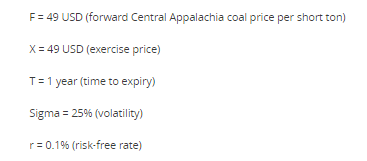 F = 49 USD (forward Central Appalachia coal price per short ton)
X = 49 USD (exercise price)
T = 1 year (time to expiry)
Sigma = 25% (volatility)
r = 0.1% (risk-free rate)